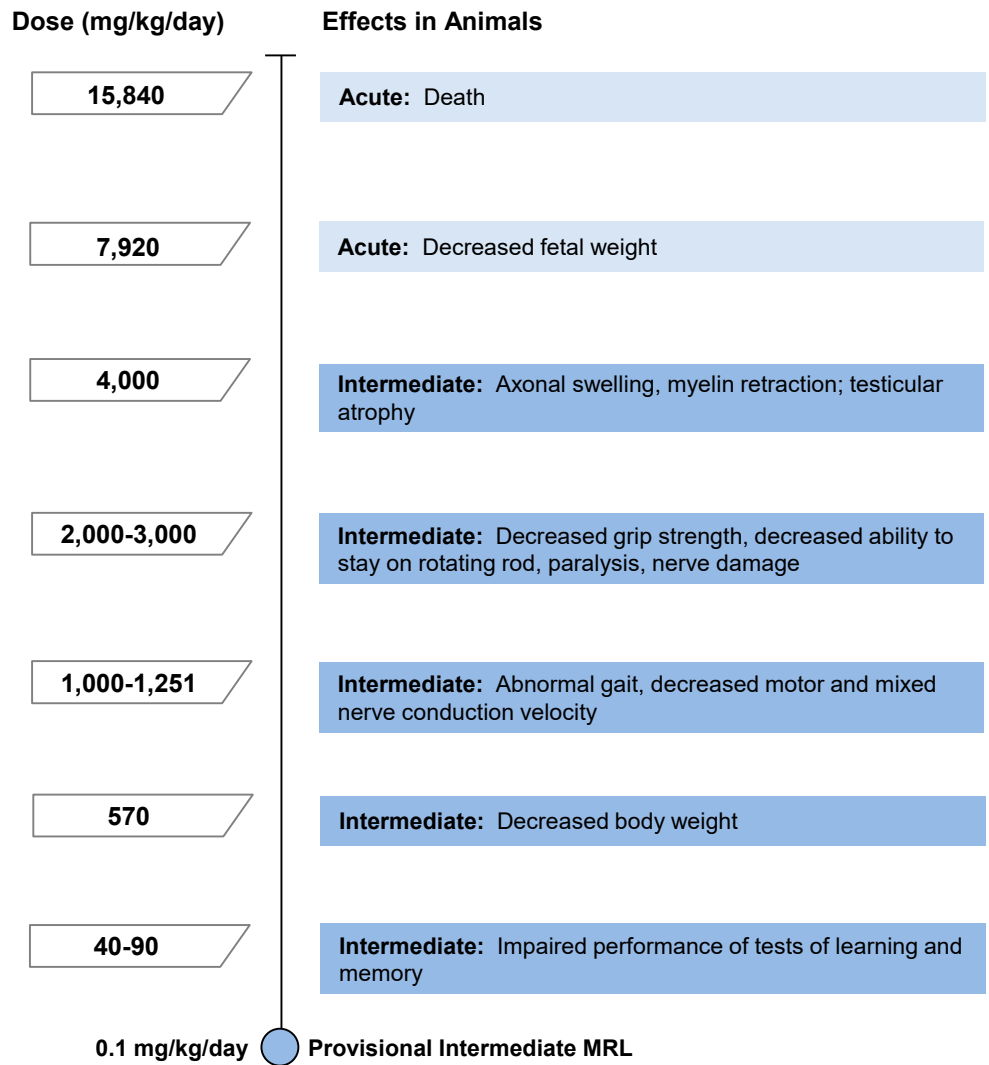 Dose (mg/kg/day)
Effects in Animals
15,840
Acute: Death
7,920
Acute: Decreased fetal weight
4,000
Intermediate: Axonal swelling, myelin retraction; testicular
atrophy
2,000-3,000
Intermediate: Decreased grip strength, decreased ability to
stay on rotating rod, paralysis, nerve damage
1,000-1,251
Intermediate: Abnormal gait, decreased motor and mixed
nerve conduction velocity
570
Intermediate: Decreased body weight
40-90
Intermediate: Impaired performance of tests of learning and
memory
0.1 mg/kg/day
Provisional Intermediate MRL